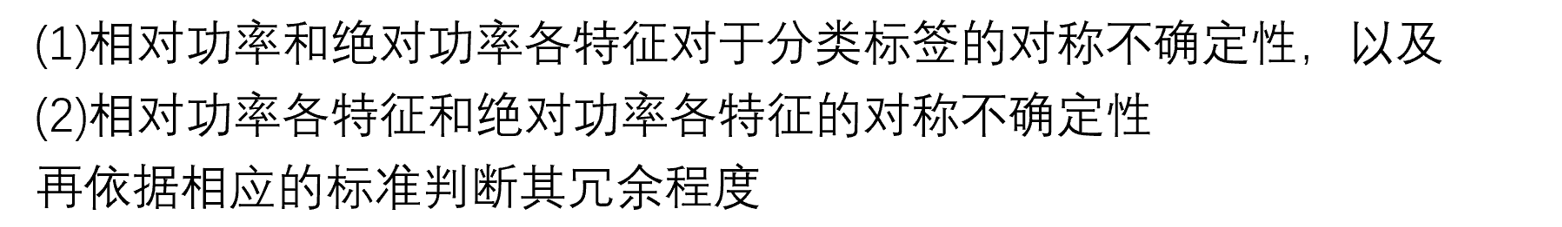 (1)相对功率和绝对功率各特征对于分类标签的对称不确定性，以及
(2)相对功率各特征和绝对功率各特征的对称不确定性
再依据相应的标准判断其冗余程度